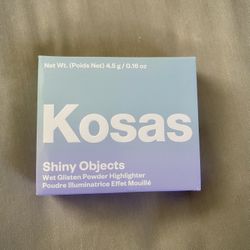 Net Wt. (Poids Net) 4.5 g / 0.16 oz
Kosas
Shiny Objects
Wet Glisten Powder Highlighter
Poudre Illuminatrice Effet Mouillé